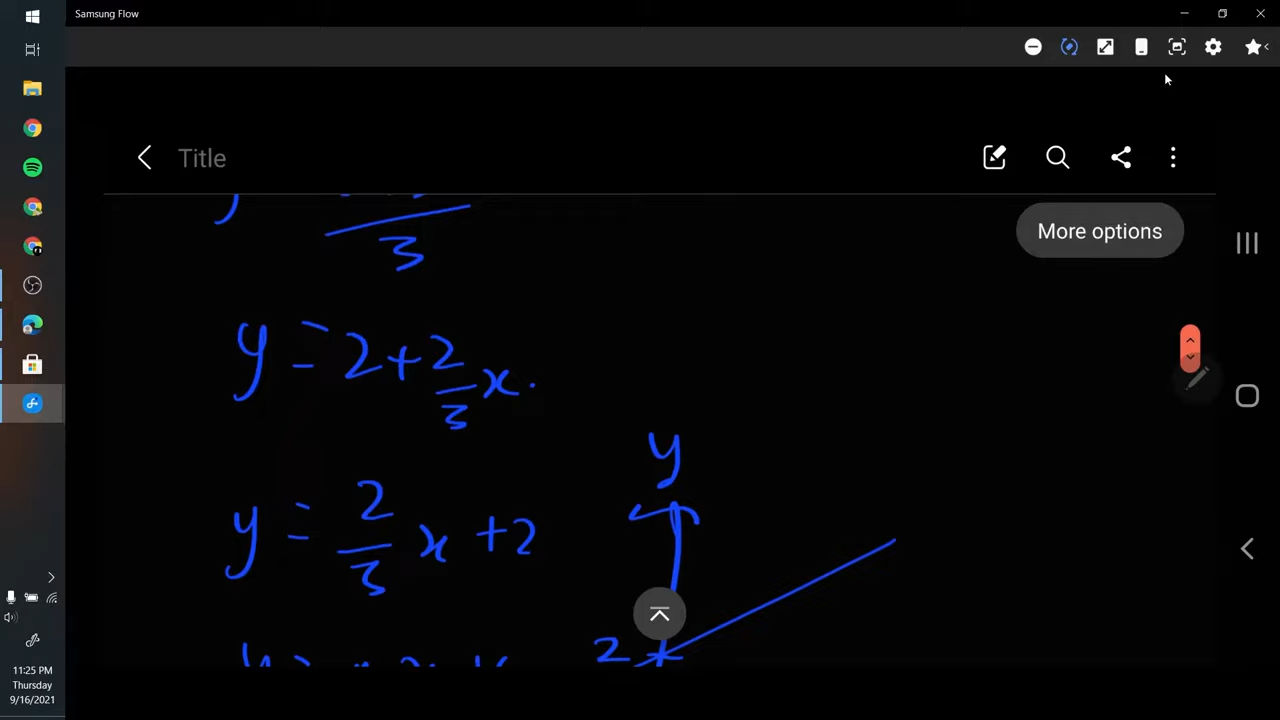 Samsung Flow
Title
More options
3
y = 2 + 2/3 x.
y
y = 2/3 x + 2
2
11:25 PM
Thursday
9/16/2021